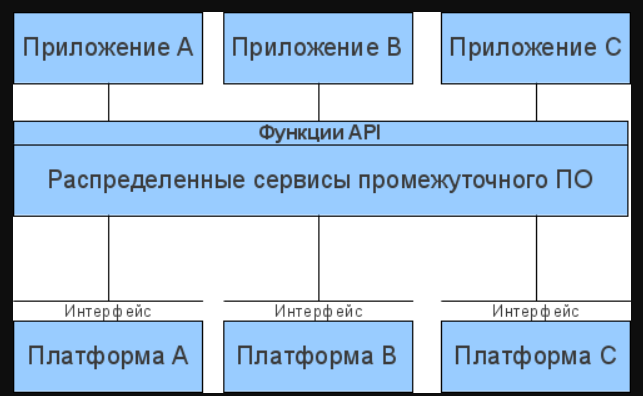 Приложение A
Приложение B
Приложение C
Функции API
Распределенные сервисы промежуточного ПО
Интерфейс
Интерфейс
Интерфейс
Платформа A
Платформа B
Платформа C